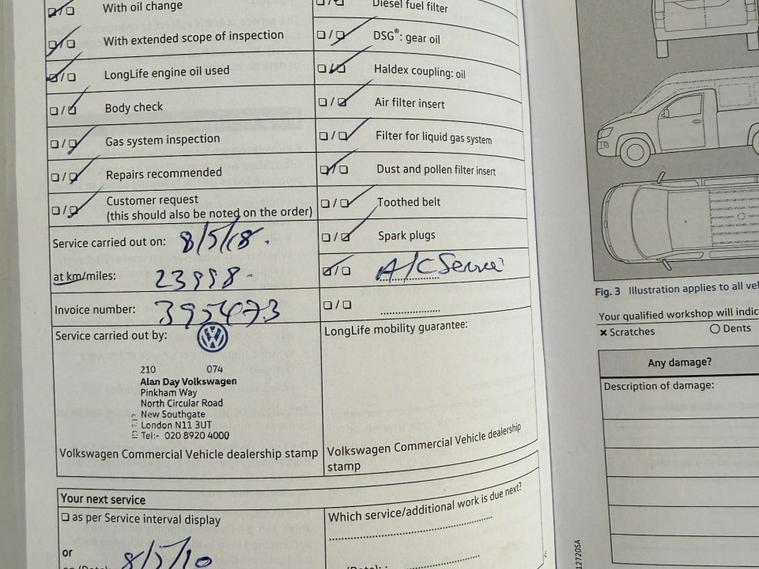 With oil change
With extended scope of inspection
LongLife engine oil used
Body check
Gas system inspection
Repairs recommended
Customer request
(this should also be noted on the order)
Service carried out on: 8/5/18.
at km/miles: 23998
Invoice number: 395473
Service carried out by:
210 074
Alan Day Volkswagen
Pinkham Way
North Circular Road
New Southgate
London N11 3UT
Tel:- 020 8920 4000
Volkswagen Commercial Vehicle dealership stamp
Diesel fuel filter
DSG®: gear oil
Haldex coupling: oil
Air filter insert
Filter for liquid gas system
Dust and pollen filter insert
Toothed belt
Spark plugs
A/C Service
LongLife mobility guarantee:
Volkswagen Commercial Vehicle dealership
stamp
Your next service
as per Service interval display
or
Which service/additional work is due next?
Fig. 3 Illustration applies to all
Your qualified workshop will
Scratches
Dents
Any damage?
Description of damage: